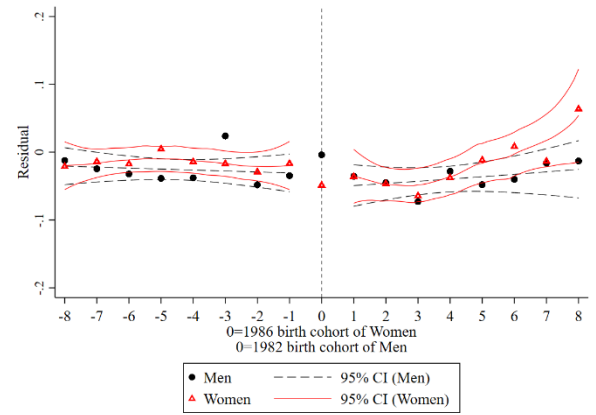 .2
.1
0
-.1
-.2
Residual
-8 -7 -6 -5 -4 -3 -2 -1 0 1 2 3 4 5 6 7 8
0=1986 birth cohort of Women
0=1982 birth cohort of Men
Men 95% CI (Men)
Women 95% CI (Women)